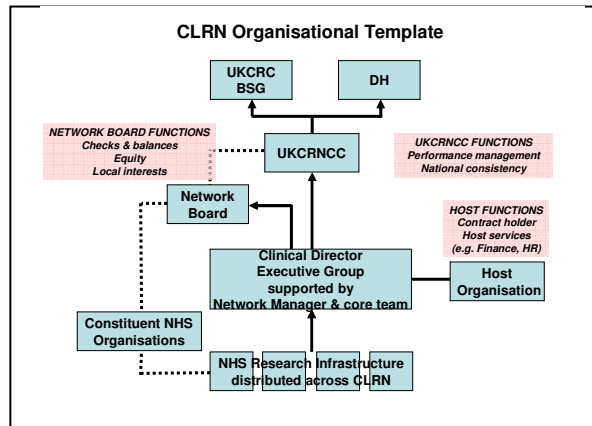 CLRN Organisational Template
UKCRC
BSG
DH
NETWORK BOARD FUNCTIONS
Checks & balances
Equity
Local interests
UKCRNCC
UKCRNCC FUNCTIONS
Performance management
National consistency
Network
Board
HOST FUNCTIONS
Contract holder
Host services
(e.g. Finance, HR)
Clinical Director
Executive Group
supported by
Network Manager & core team
Host
Organisation
Constituent NHS
Organisations
NHS Research Infrastructure
distributed across CLRN